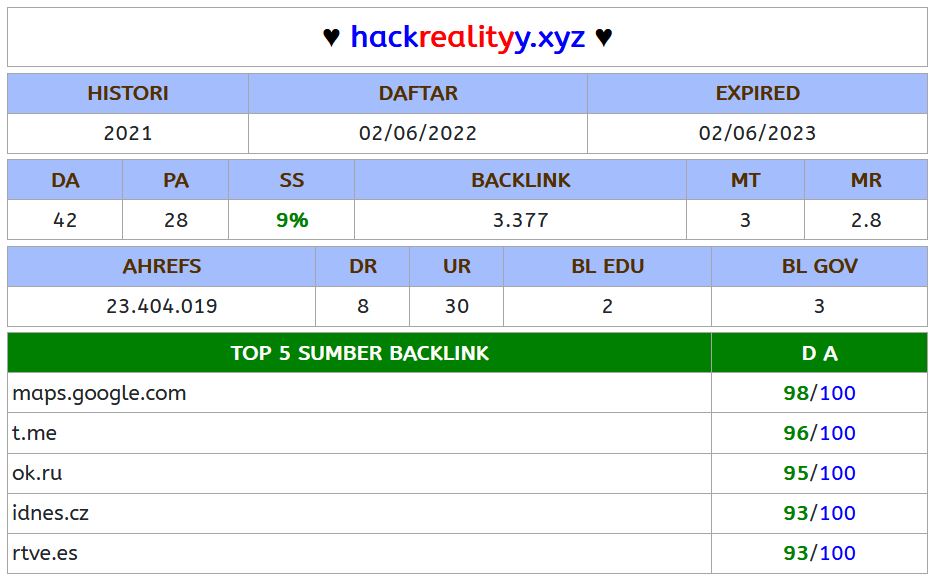 ♥ hackrealityy.xyz ♥
HISTORI DAFTAR EXPIRED
2021 02/06/2022 02/06/2023
DA PA SS BACKLINK MT MR
42 28 9% 3.377 3 2.8
AHREFS DR UR BL EDU BL GOV
23.404.019 8 30 2 3
TOP 5 SUMBER BACKLINK D A
maps.google.com 98/100
t.me 96/100
ok.ru 95/100
idnes.cz 93/100
rtve.es 93/100